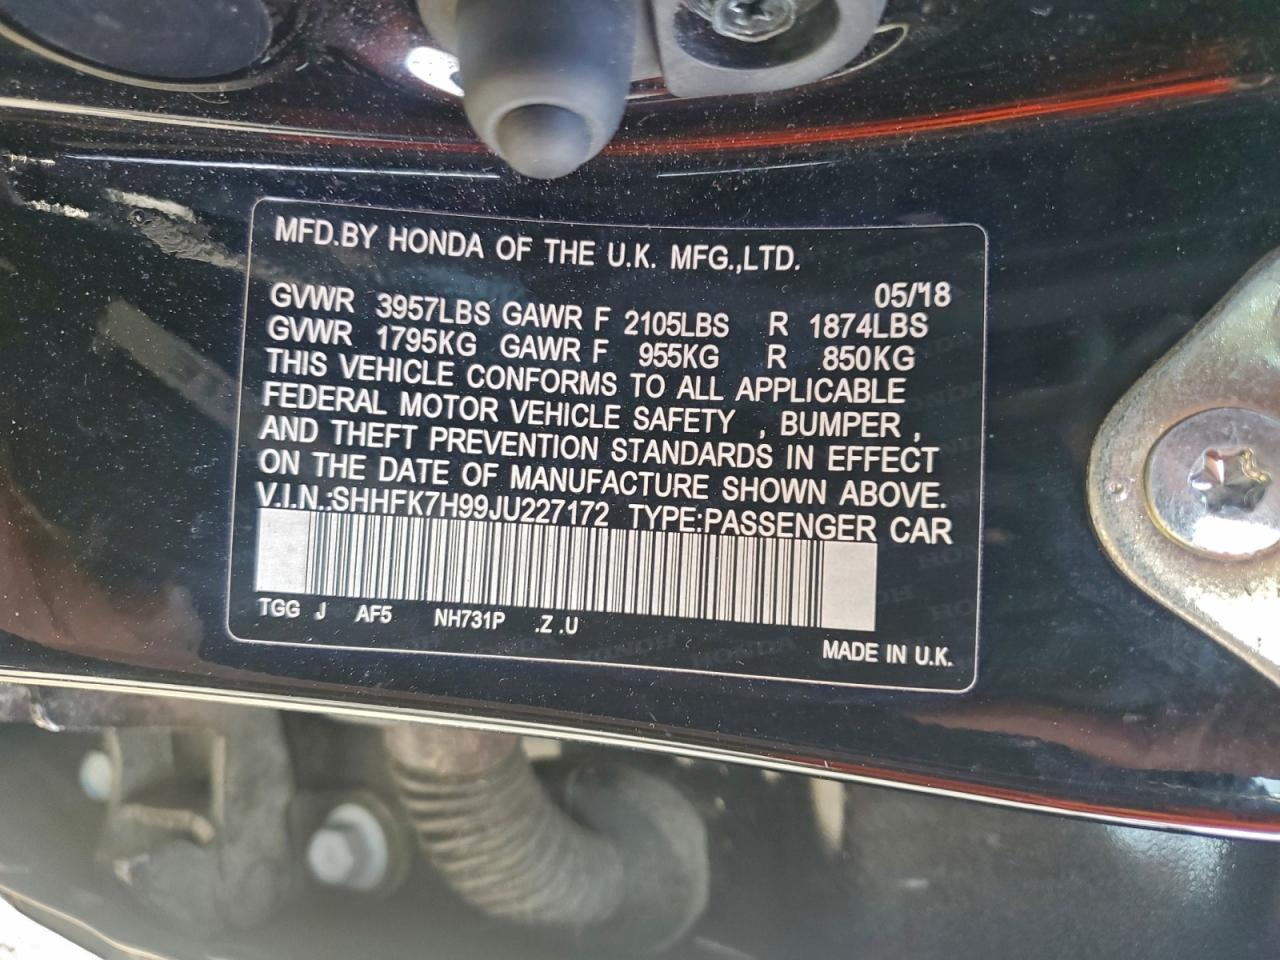 MFD.BY HONDA OF THE U.K. MFG.,LTD.
05/'18
GVWR 3957LBS GAWR F 2105LBS R 1874LBS
GVWR 1795KG GAWR F 955KG R 850KG
THIS VEHICLE CONFORMS TO ALL APPLICABLE
FEDERAL MOTOR VEHICLE SAFETY , BUMPER ,
AND THEFT PREVENTION STANDARDS IN EFFECT
ON THE DATE OF MANUFACTURE SHOWN ABOVE.
V.I.N.:SHHFK7H99JU227172 TYPE:PASSENGER CAR
TGG J AF5 NH731P .Z .U
MADE IN U.K.